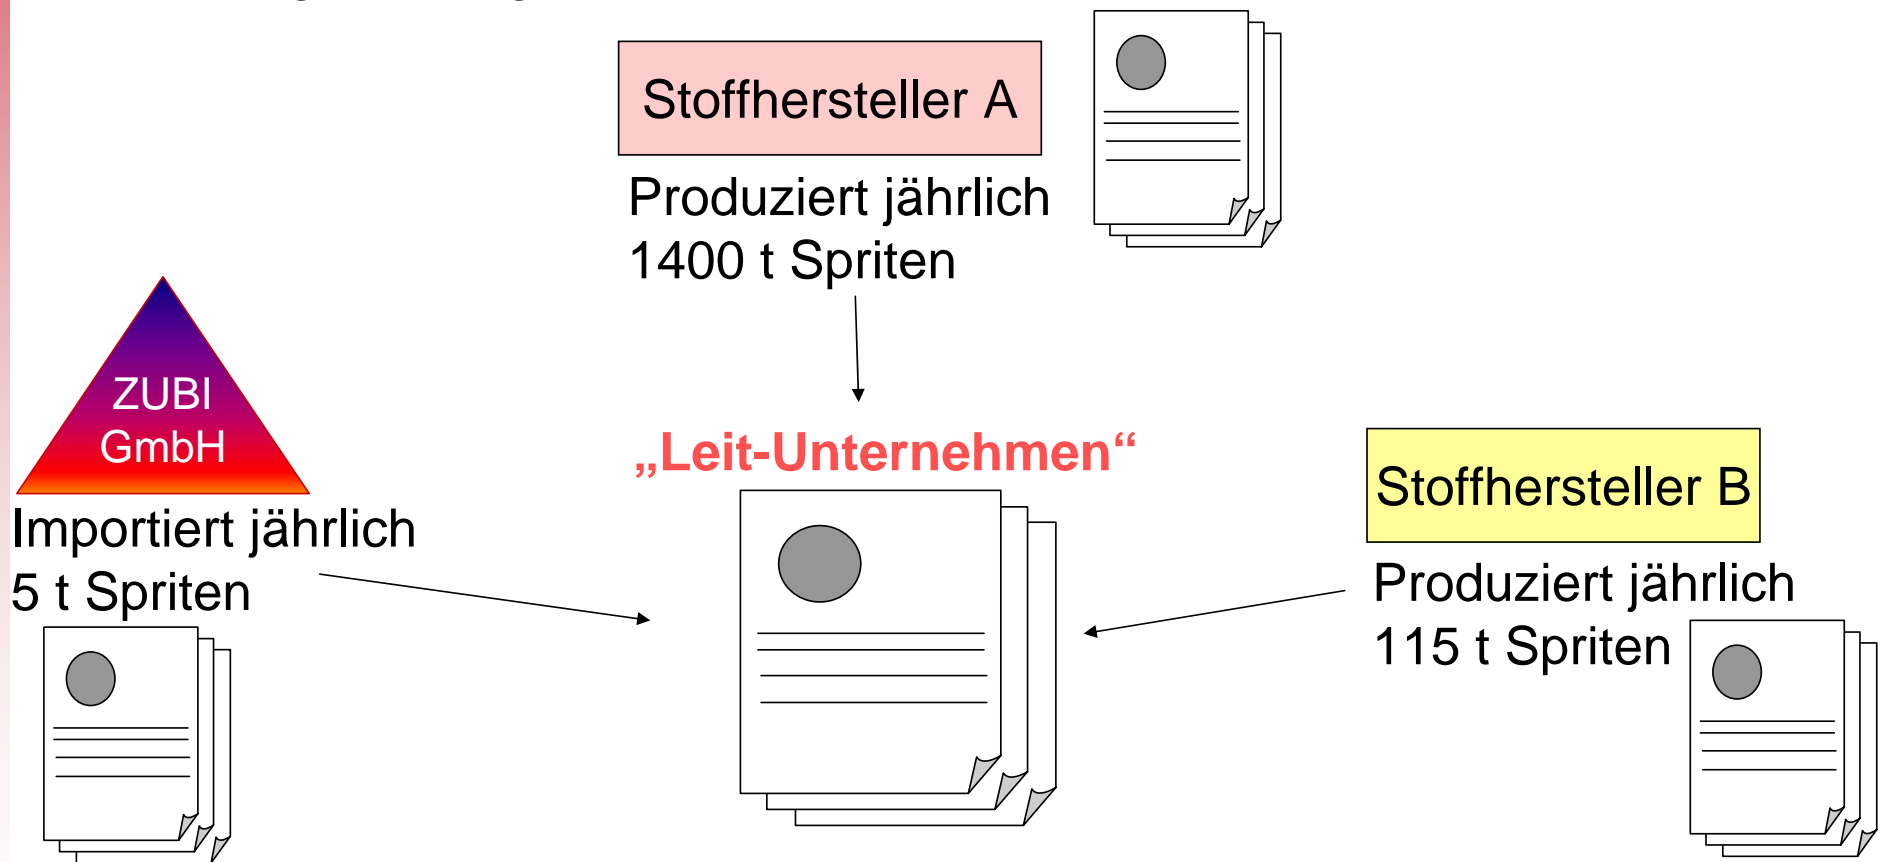 Stoffhersteller A
Produziert jährlich
1400 t Spriten
ZUBI
GmbH
Importiert jährlich
5 t Spriten
„Leit-Unternehmen“
Stoffhersteller B
Produziert jährlich
115 t Spriten